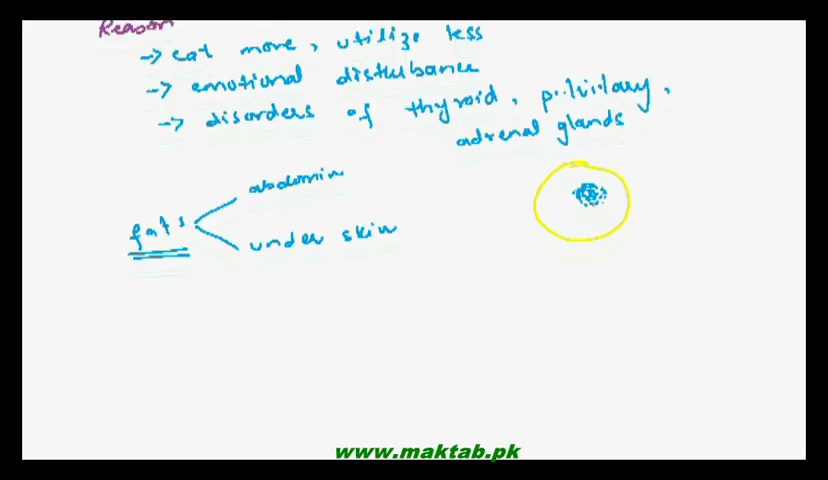 Reason
→ eat more, utilize less
→ emotional disturbance
→ disorders of thyroid, pituitary,
adrenal glands
abdomin
fats
under skin
www.maktab.pk